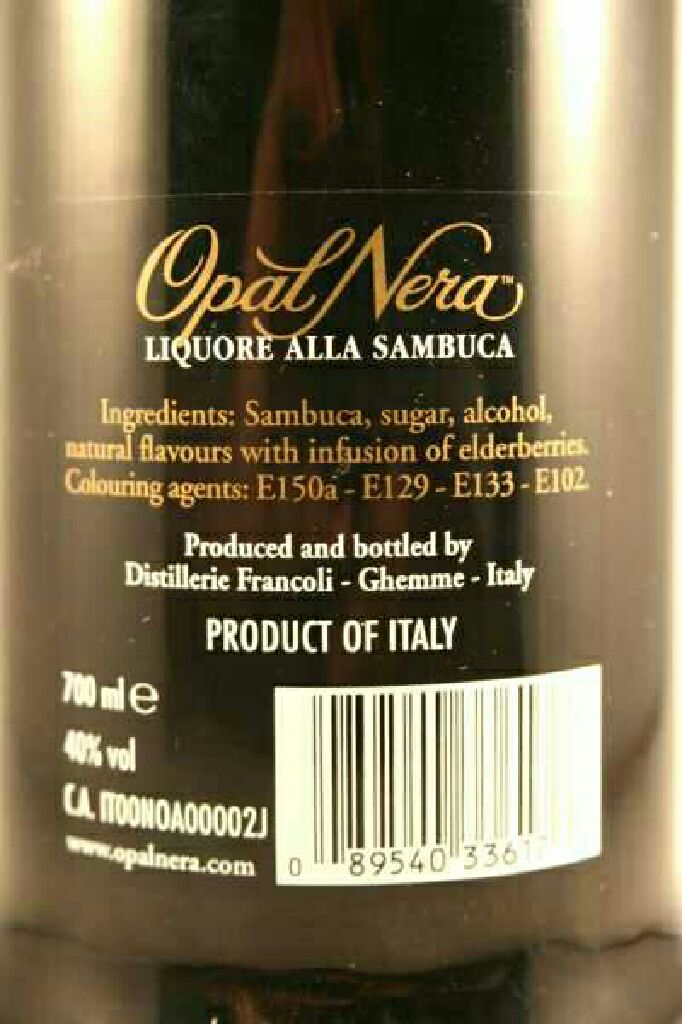 Opal Nera™
LIQUORE ALLA SAMBUCA
Ingredients: Sambuca, sugar, alcohol,
natural flavours with infusion of elderberries.
Colouring agents: E150a - E129 - E133 - E102.
Produced and bottled by
Distillerie Francoli - Ghemme - Italy
PRODUCT OF ITALY
700 ml e
40% vol
C.A. IT00NOA00002J
www.opalnera.com
0 89540 3361